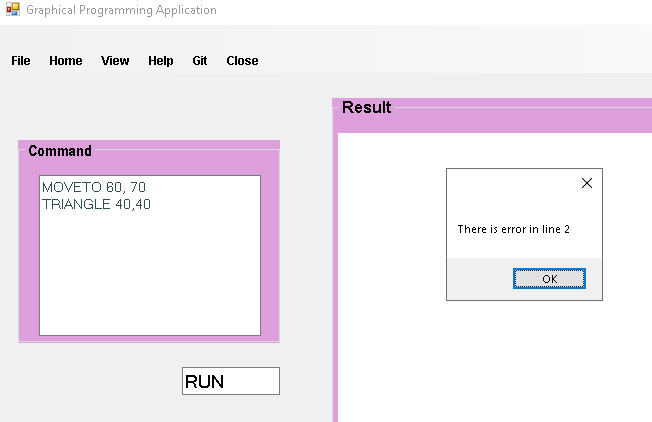 Graphical Programming Application
File Home View Help Git Close
Result
Command
MOVETO 60, 70
TRIANGLE 40,40
There is error in line 2
OK
RUN